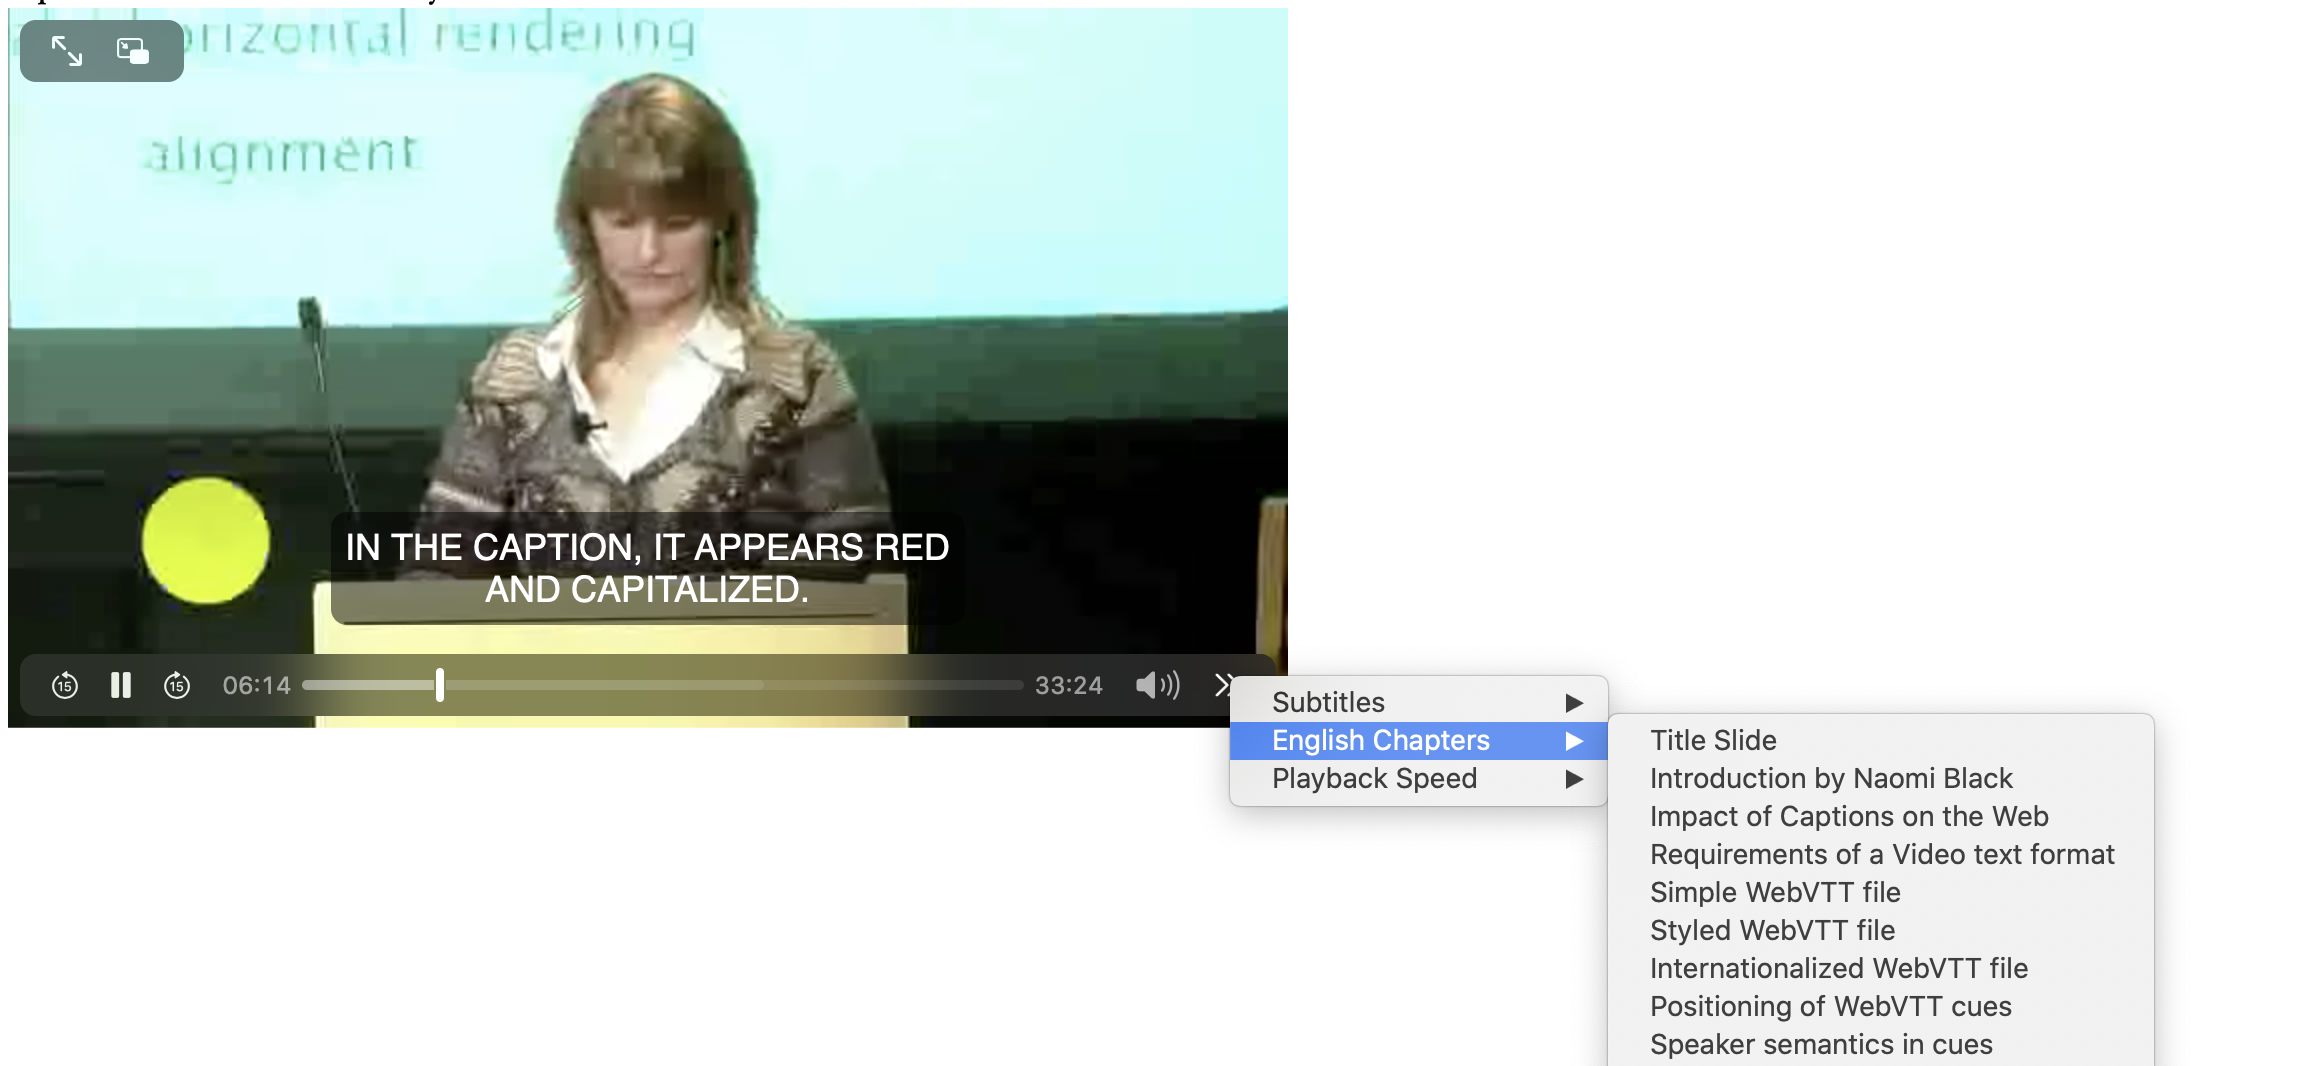 orizontal rendering
alignment
IN THE CAPTION, IT APPEARS RED
AND CAPITALIZED.
15
15
06:14
33:24
Subtitles
English Chapters
Playback Speed
Title Slide
Introduction by Naomi Black
Impact of Captions on the Web
Requirements of a Video text format
Simple WebVTT file
Styled WebVTT file
Internationalized WebVTT file
Positioning of WebVTT cues
Speaker semantics in cues